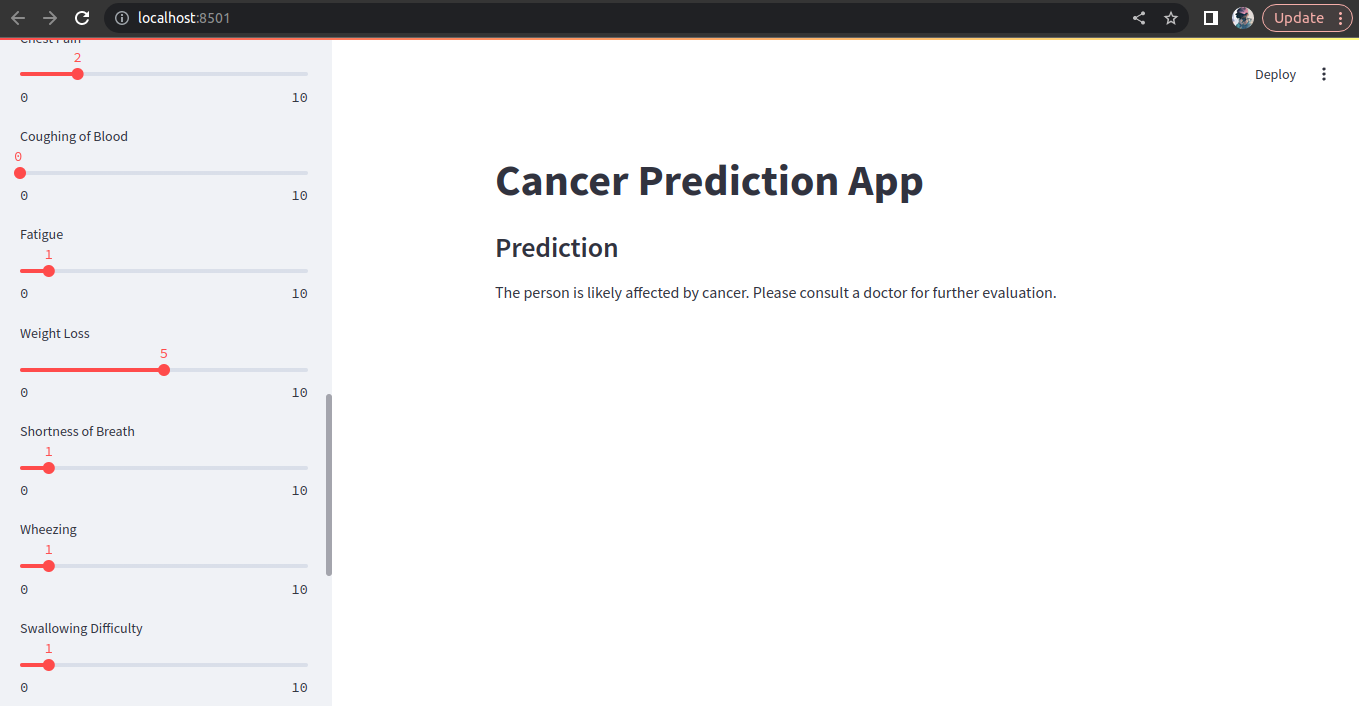 localhost:8501
Update
Chest Pain
2
0 10
Coughing of Blood
0
0 10
Fatigue
1
0 10
Weight Loss
5
0 10
Shortness of Breath
1
0 10
Wheezing
1
0 10
Swallowing Difficulty
1
0 10
Deploy
Cancer Prediction App
Prediction
The person is likely affected by cancer. Please consult a doctor for further evaluation.